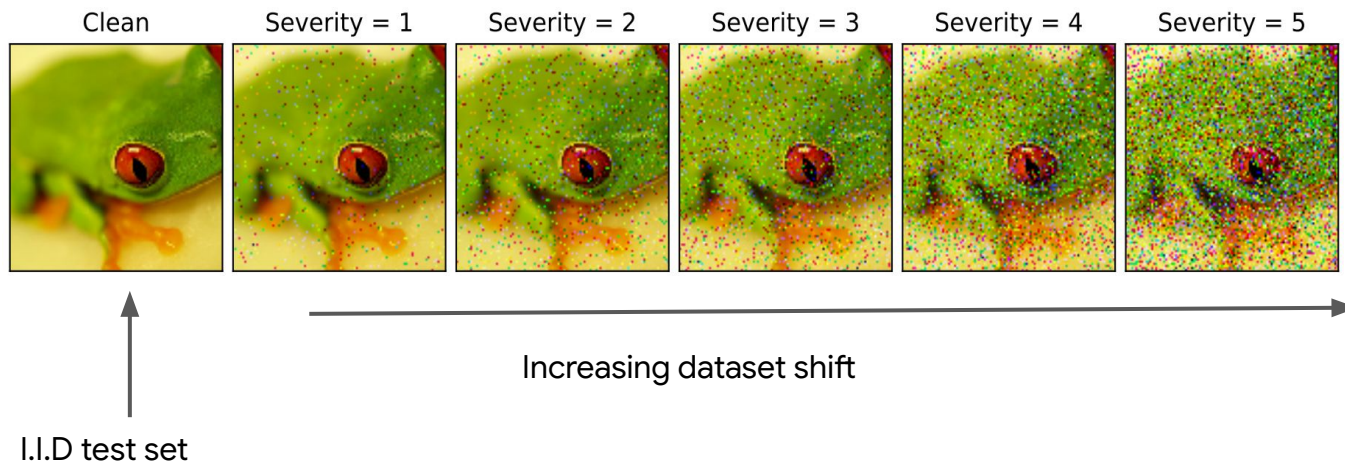 Clean Severity = 1 Severity = 2 Severity = 3 Severity = 4 Severity = 5
Increasing dataset shift
I.I.D test set